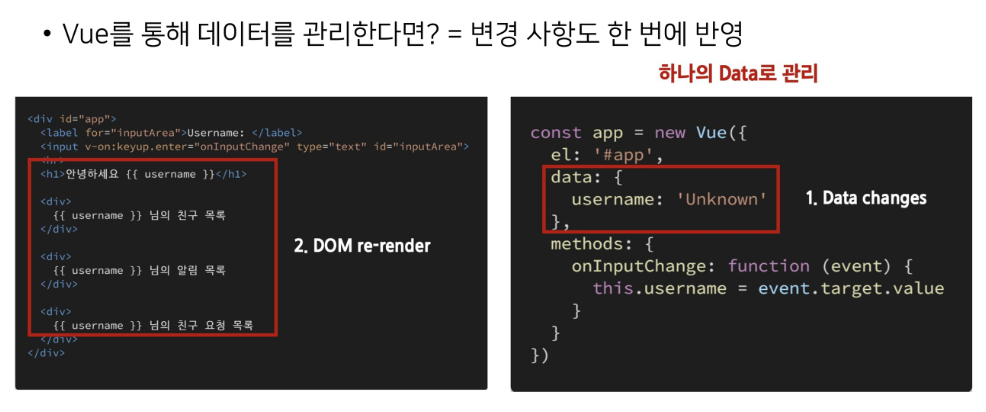 • Vue를 통해 데이터를 관리한다면? = 변경 사항도 한 번에 반영
하나의 Data로 관리
<div id="app">
  <label for="inputArea">Username: </label>
  <input v-on:keyup.enter="onInputChange" type="text" id="inputArea">
  <hr>
  <h1>안녕하세요 {{ username }}</h1>
  <div>
    {{ username }} 님의 친구 목록
  </div>
  <div>
    {{ username }} 님의 알림 목록
  </div>
  <div>
    {{ username }} 님의 친구 요청 목록
  </div>
</div>
2. DOM re-render
const app = new Vue({
  el: '#app',
  data: {
    username: 'Unknown'
  },
  methods: {
    onInputChange: function (event) {
      this.username = event.target.value
    }
  }
})
1. Data changes